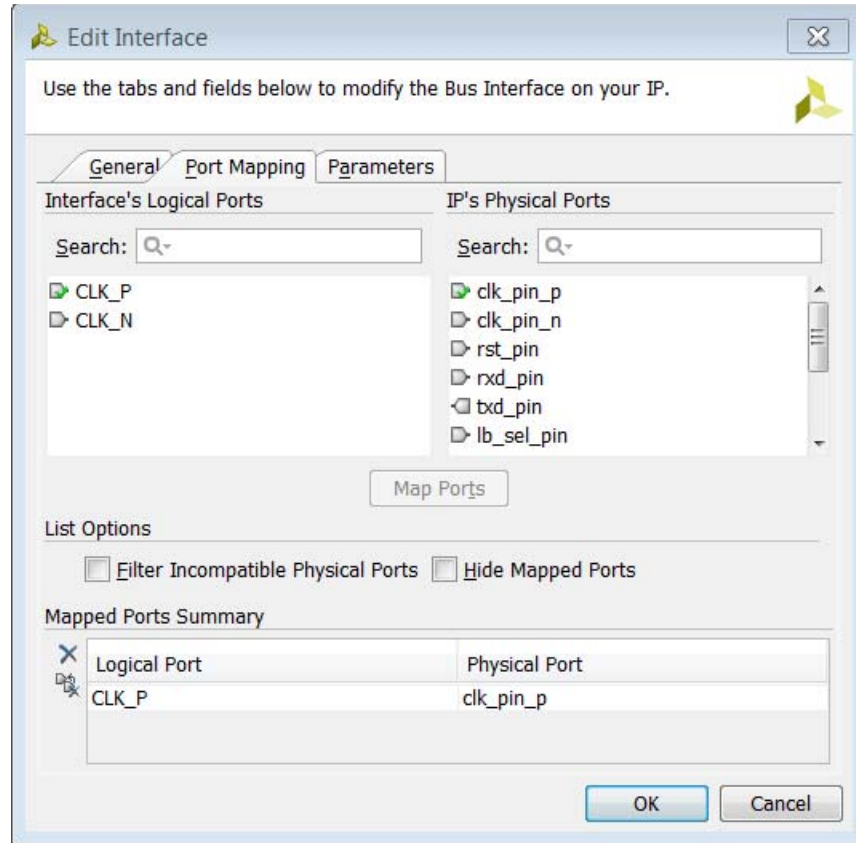 Edit Interface
Use the tabs and fields below to modify the Bus Interface on your IP.
General Port Mapping Parameters
Interface's Logical Ports IP's Physical Ports
Search: Search:
CLK_P clk_pin_p
CLK_N clk_pin_n
rst_pin
rxd_pin
txd_pin
lb_sel_pin
Map Ports
List Options
Filter Incompatible Physical Ports Hide Mapped Ports
Mapped Ports Summary
Logical Port Physical Port
CLK_P clk_pin_p
OK Cancel